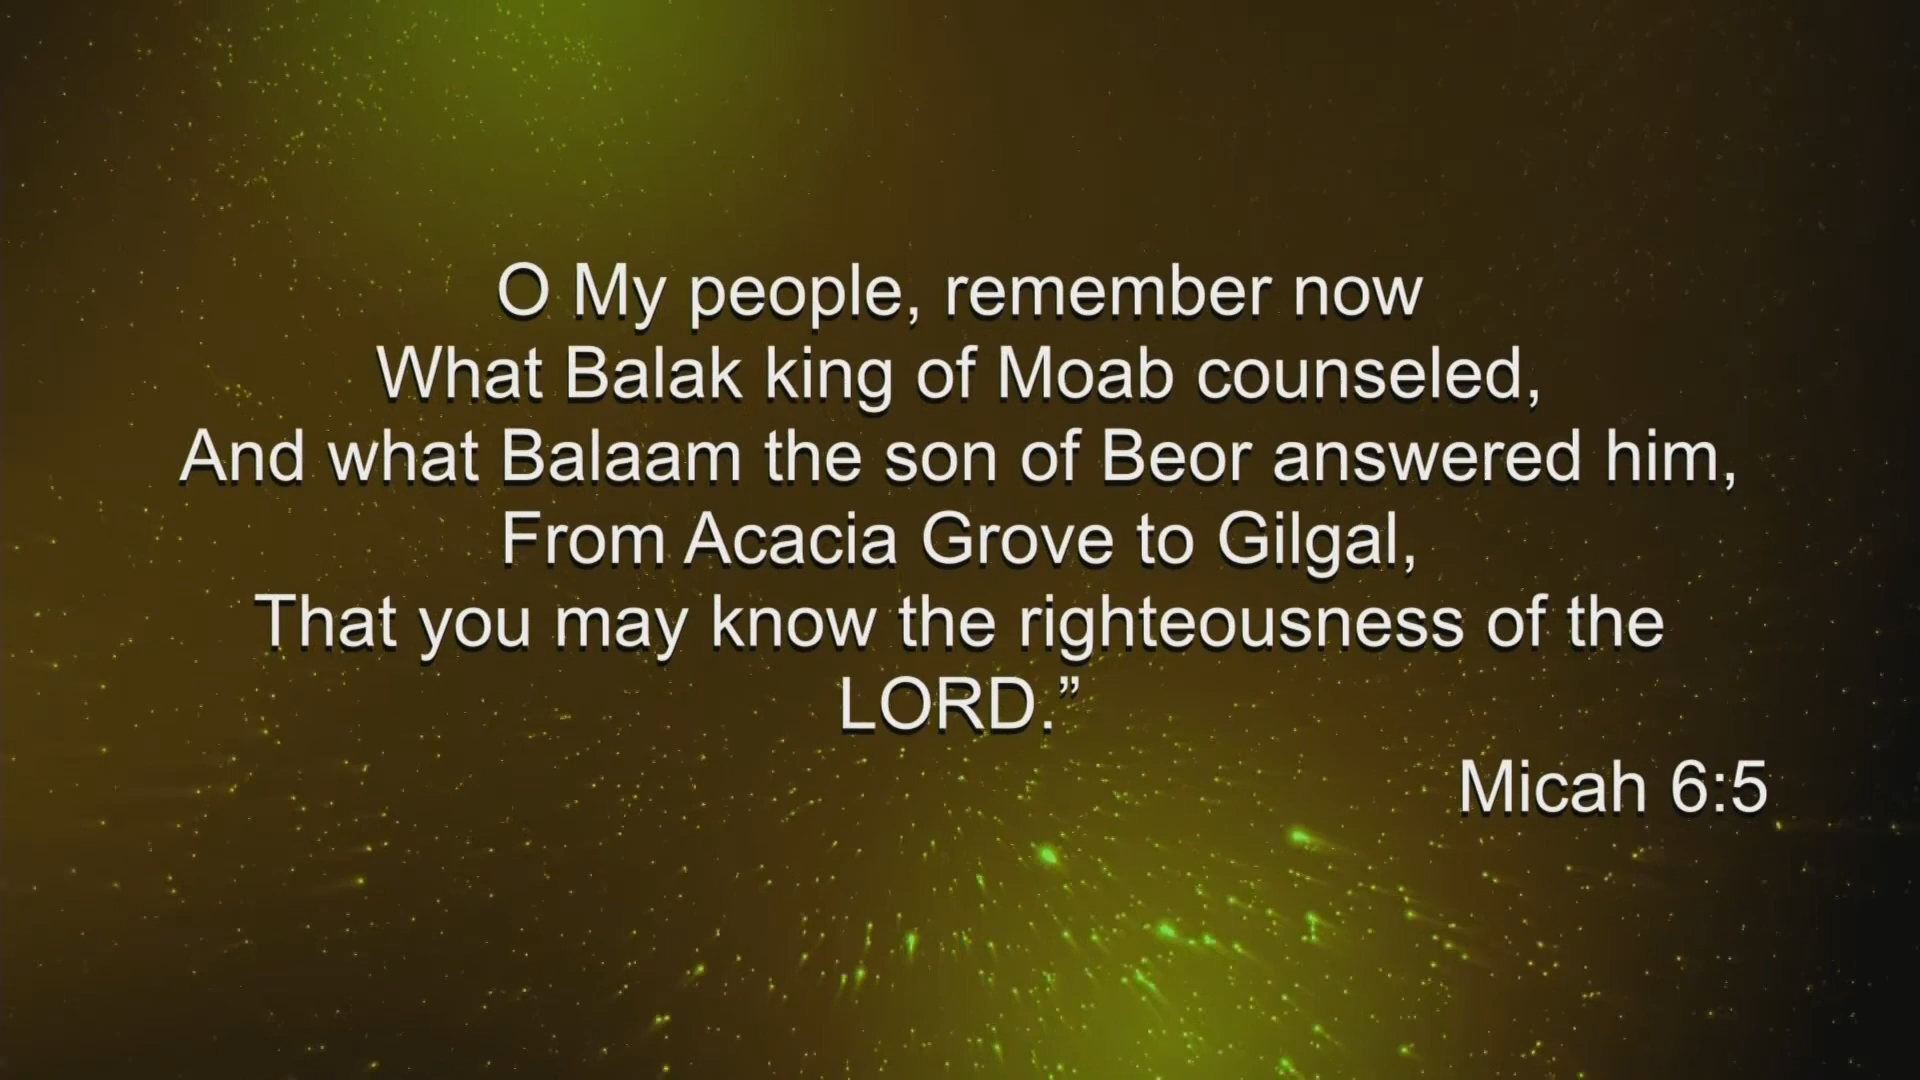 O My people, remember now
What Balak king of Moab counseled,
And what Balaam the son of Beor answered him,
From Acacia Grove to Gilgal,
That you may know the righteousness of the
LORD.”
Micah 6:5